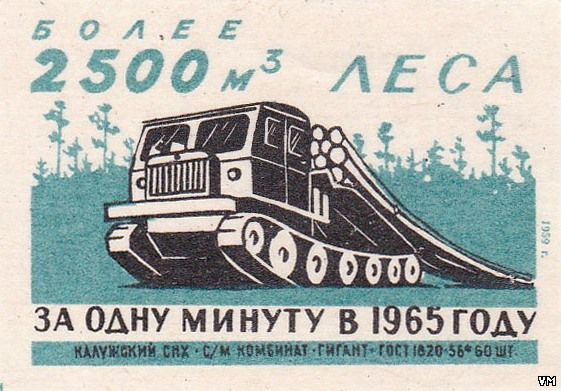 БОЛЕЕ
2500 м³ ЛЕСА
1959 г.
ЗА ОДНУ МИНУТУ В 1965 ГОДУ
КАЛУЖСКИЙ СНХ · С/М КОМБИНАТ · ГИГАНТ · ГОСТ 1820-56 * 60 ШТ.
VM